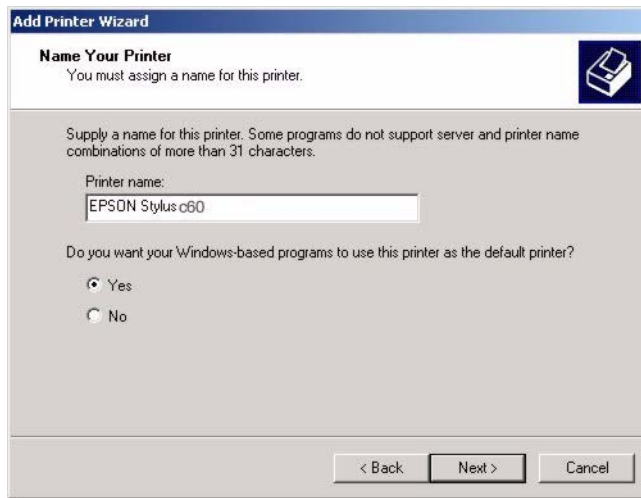 Add Printer Wizard
Name Your Printer
You must assign a name for this printer.
Supply a name for this printer. Some programs do not support server and printer name
combinations of more than 31 characters.
Printer name:
EPSON Stylus c60
Do you want your Windows-based programs to use this printer as the default printer?
Yes
No
< Back Next > Cancel